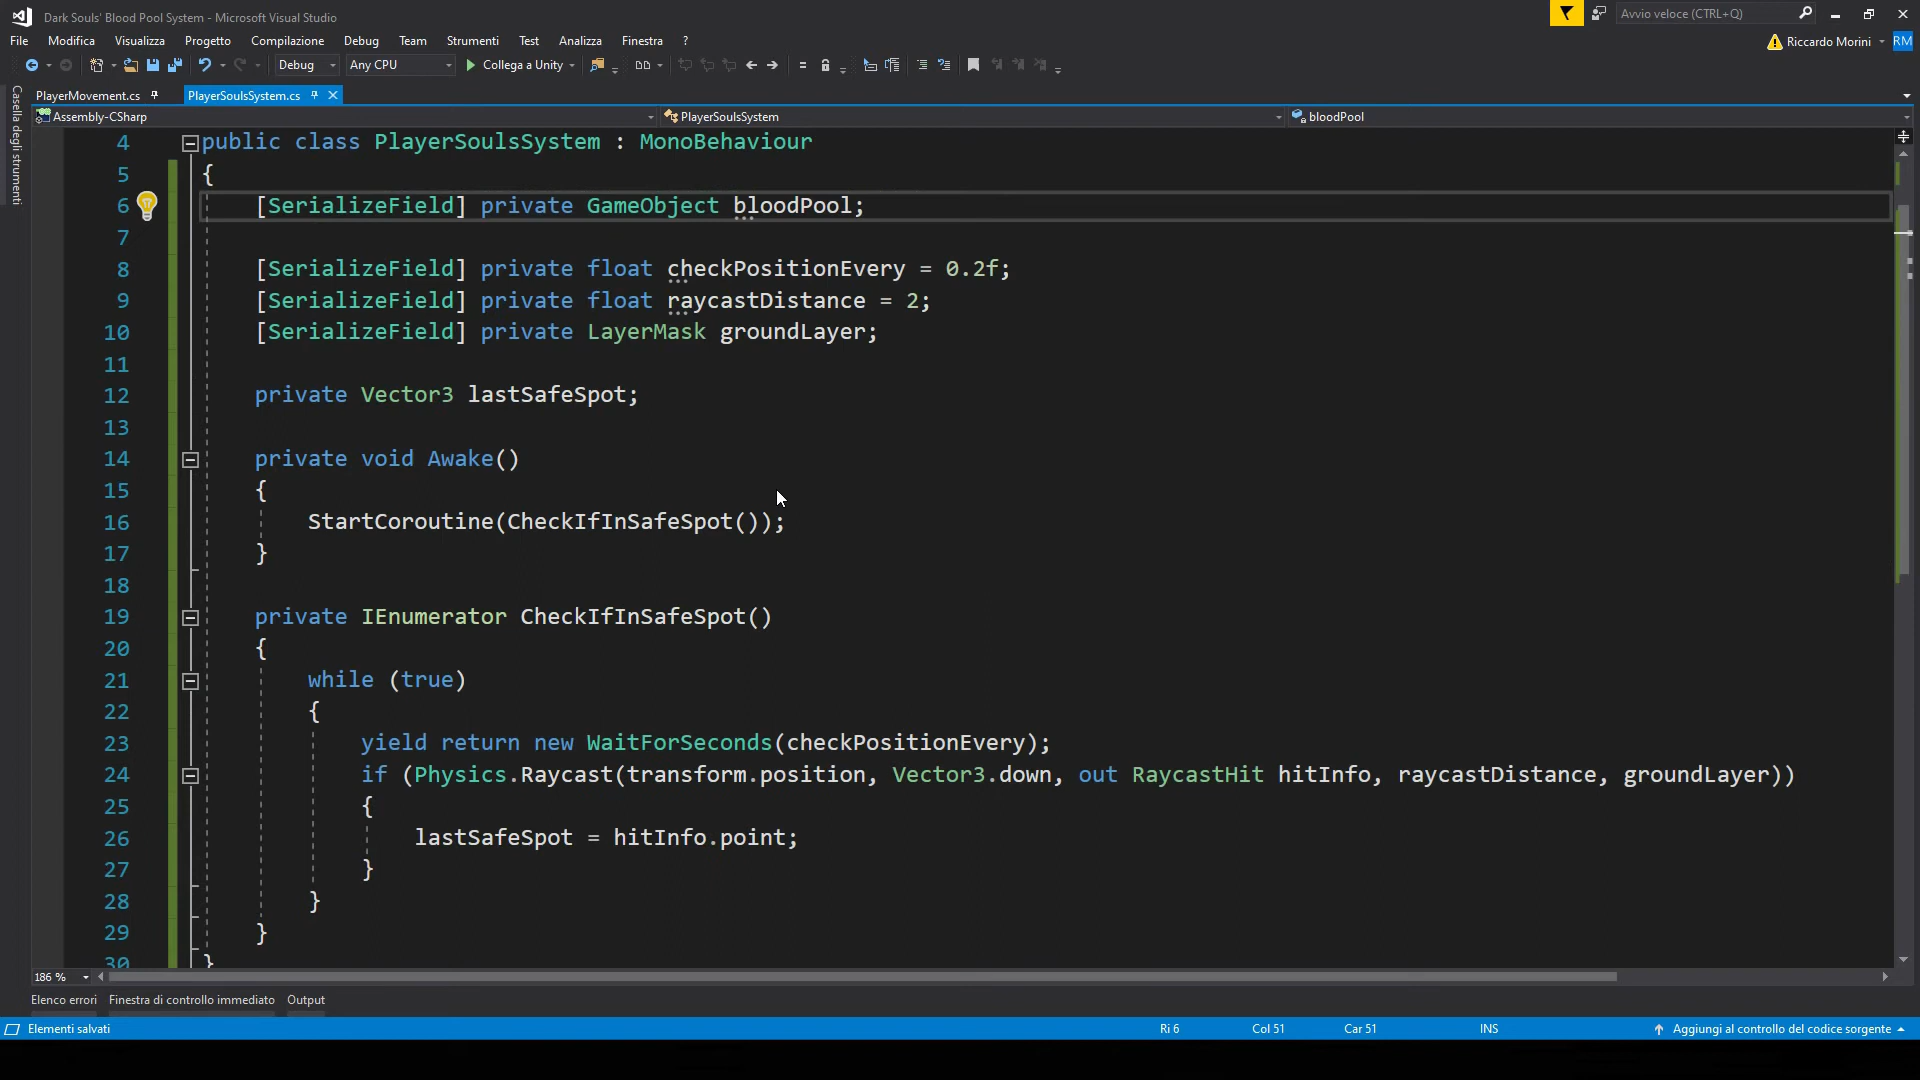 Dark Souls' Blood Pool System - Microsoft Visual Studio
Avvio veloce (CTRL+Q)
File Modifica Visualizza Progetto Compilazione Debug Team Strumenti Test Analizza Finestra ?
Riccardo Morini RM
Debug Any CPU Collega a Unity
Casella degli strumenti
PlayerMovement.cs PlayerSoulsSystem.cs
Assembly-CSharp PlayerSoulsSystem bloodPool
4 public class PlayerSoulsSystem : MonoBehaviour
5 {
6 [SerializeField] private GameObject bloodPool;
7
8 [SerializeField] private float checkPositionEvery = 0.2f;
9 [SerializeField] private float raycastDistance = 2;
10 [SerializeField] private LayerMask groundLayer;
11
12 private Vector3 lastSafeSpot;
13
14 private void Awake()
15 {
16 StartCoroutine(CheckIfInSafeSpot());
17 }
18
19 private IEnumerator CheckIfInSafeSpot()
20 {
21 while (true)
22 {
23 yield return new WaitForSeconds(checkPositionEvery);
24 if (Physics.Raycast(transform.position, Vector3.down, out RaycastHit hitInfo, raycastDistance, groundLayer))
25 {
26 lastSafeSpot = hitInfo.point;
27 }
28 }
29 }
30 }
186 %
Elenco errori Finestra di controllo immediato Output
Elementi salvati Ri 6 Col 51 Car 51 INS Aggiungi al controllo del codice sorgente